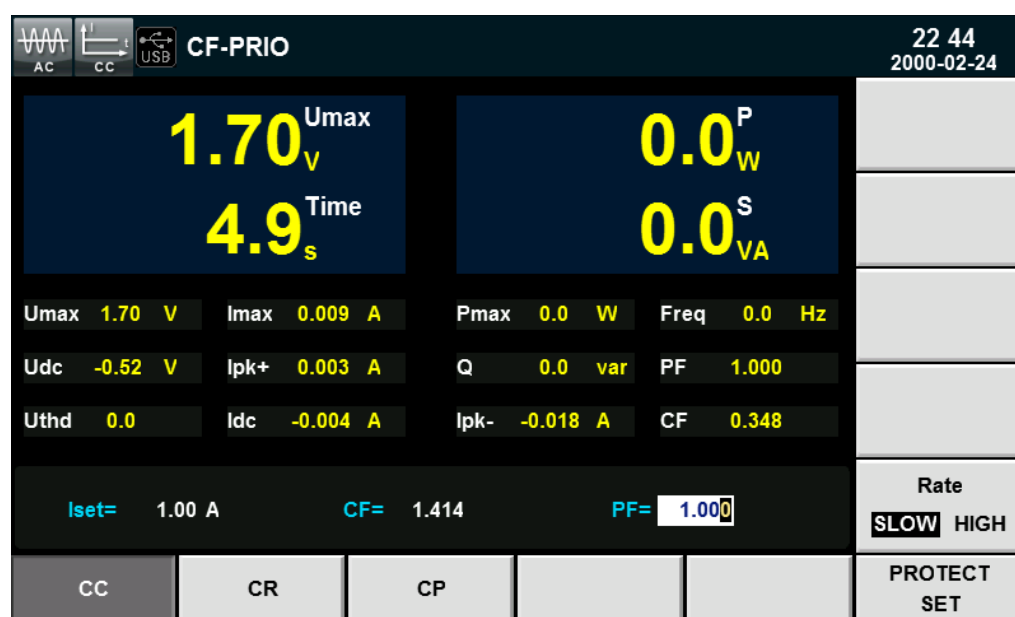 AC CC I t USB CF-PRIO 22 44
2000-02-24
1.70 Umax V 0.0 P W
4.9 Time s 0.0 S VA
Umax 1.70 V Imax 0.009 A Pmax 0.0 W Freq 0.0 Hz
Udc -0.52 V Ipk+ 0.003 A Q 0.0 var PF 1.000
Uthd 0.0 Idc -0.004 A Ipk- -0.018 A CF 0.348
Iset= 1.00 A CF= 1.414 PF= 1.000
Rate
SLOW HIGH
CC CR CP
PROTECT
SET